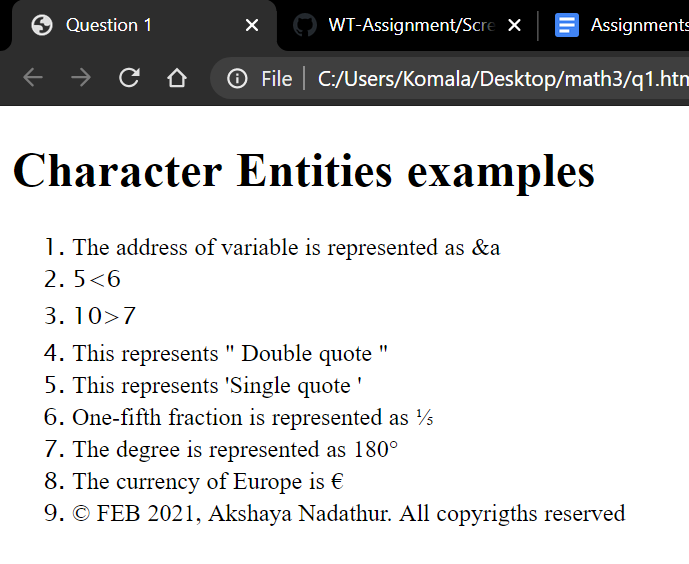 Question 1
WT-Assignment/Scre
Assignments
File
C:/Users/Komala/Desktop/math3/q1.htm
Character Entities examples
1. The address of variable is represented as &a
2. 5<6
3. 10>7
4. This represents " Double quote "
5. This represents 'Single quote '
6. One-fifth fraction is represented as ⅕
7. The degree is represented as 180°
8. The currency of Europe is €
9. © FEB 2021, Akshaya Nadathur. All copyrigths reserved